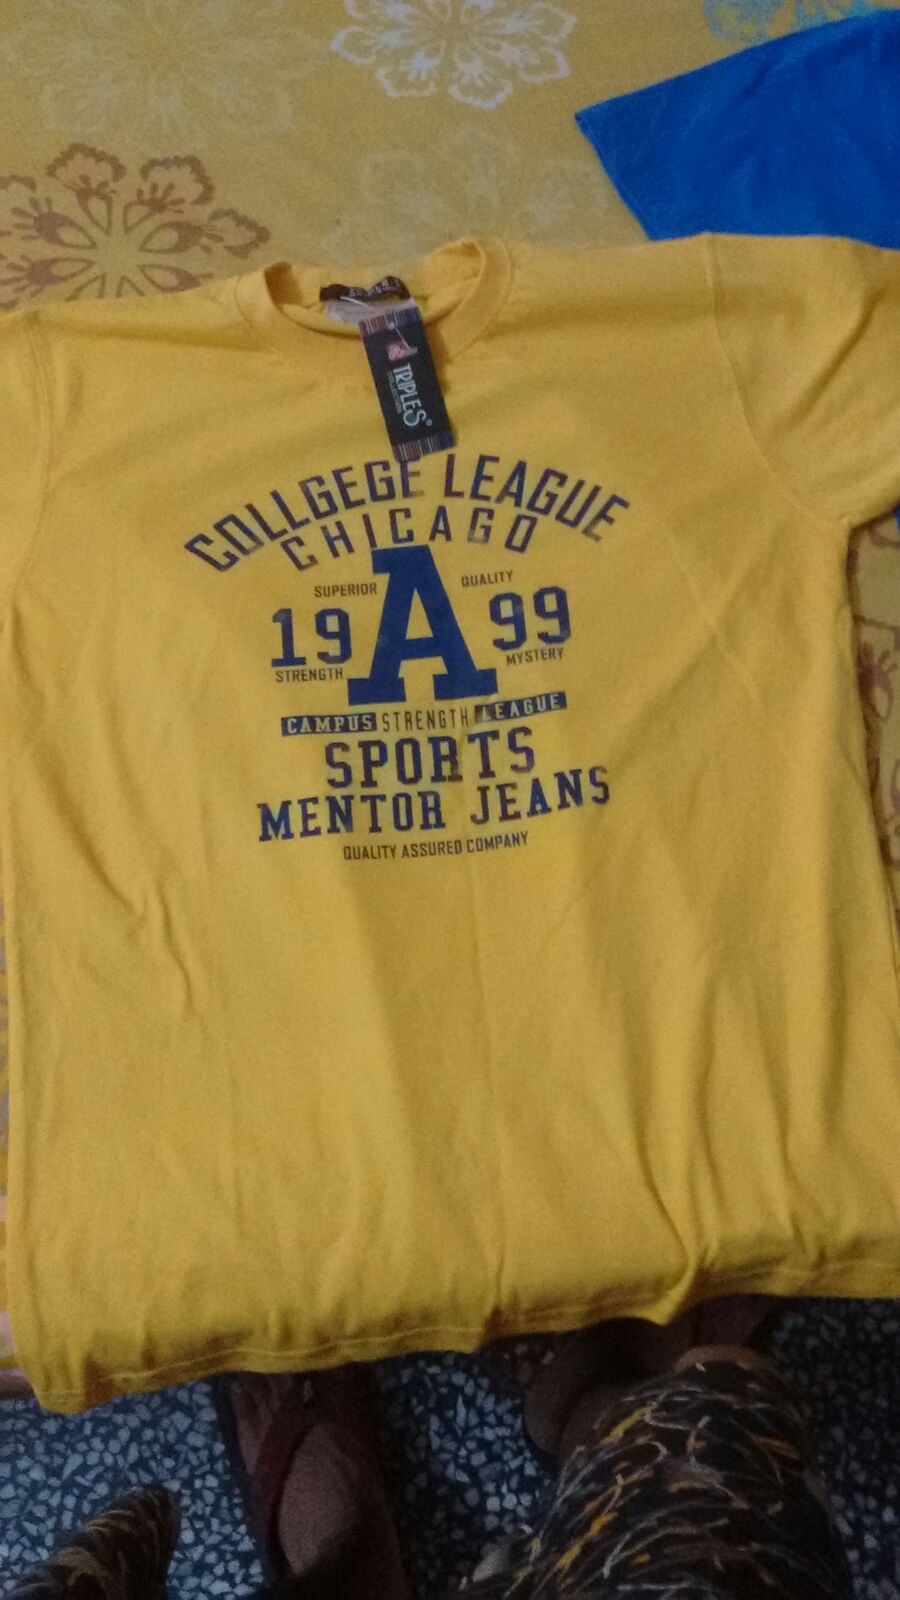 TRIPLES®
COLLECTION
COLLGEGE LEAGUE
CHICAGO
SUPERIOR QUALITY
19 A 99
STRENGTH MYSTERY
CAMPUS STRENGTH LEAGUE
SPORTS
MENTOR JEANS
QUALITY ASSURED COMPANY